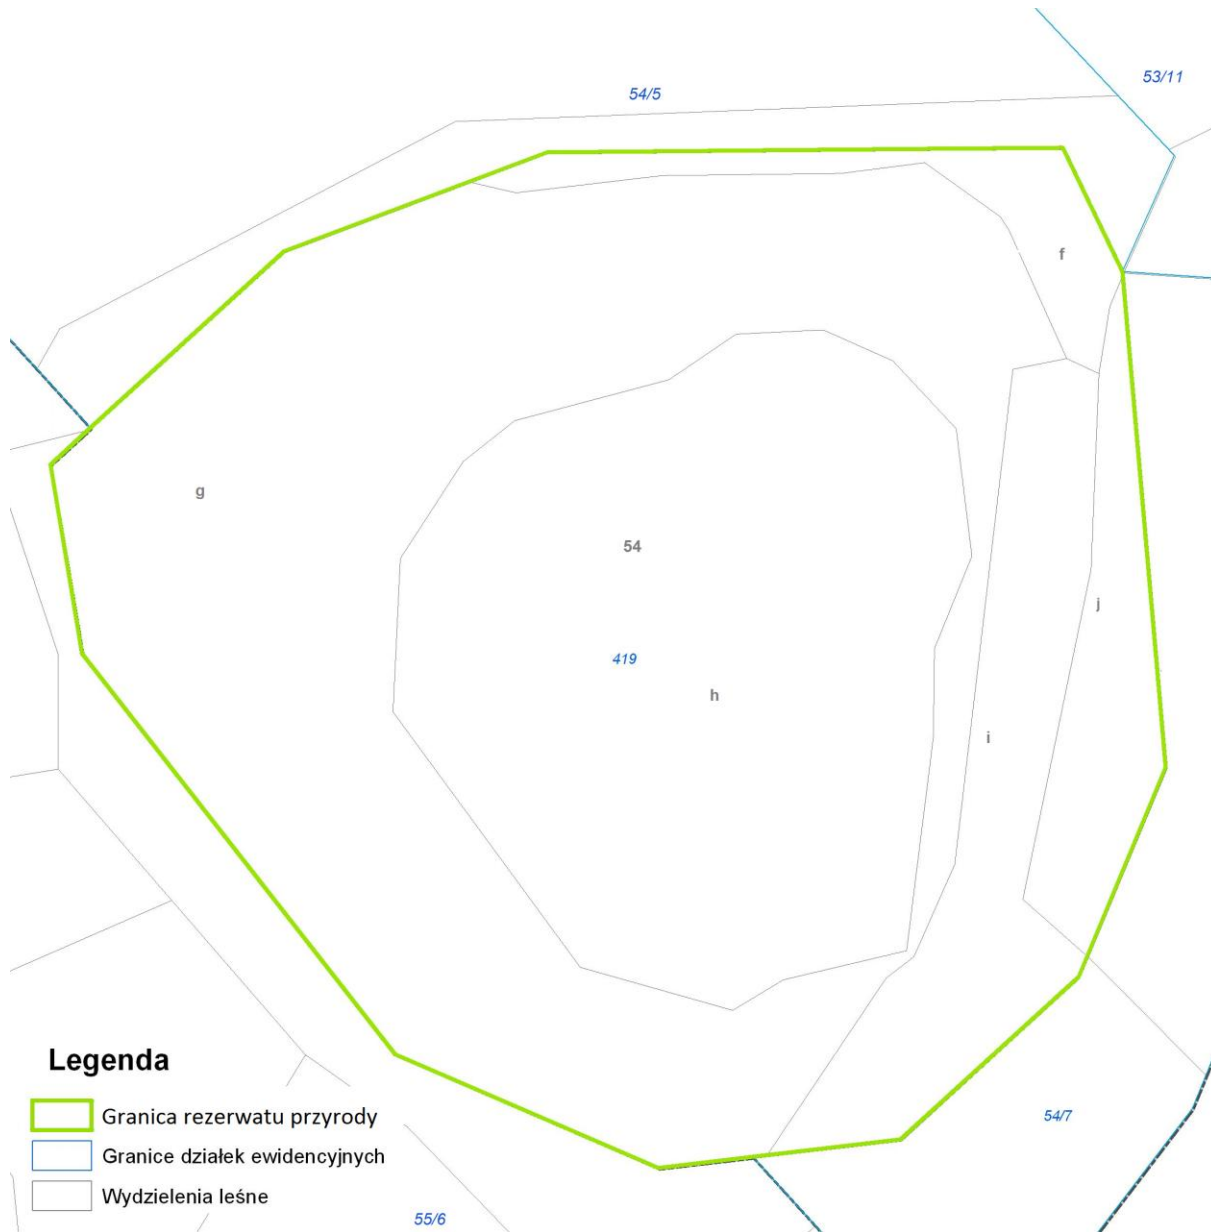 53/11
54/5
f
g
54
j
419
h
i
Legenda
Granica rezerwatu przyrody
54/7
Granice działek ewidencyjnych
Wydzielenia leśne
55/6